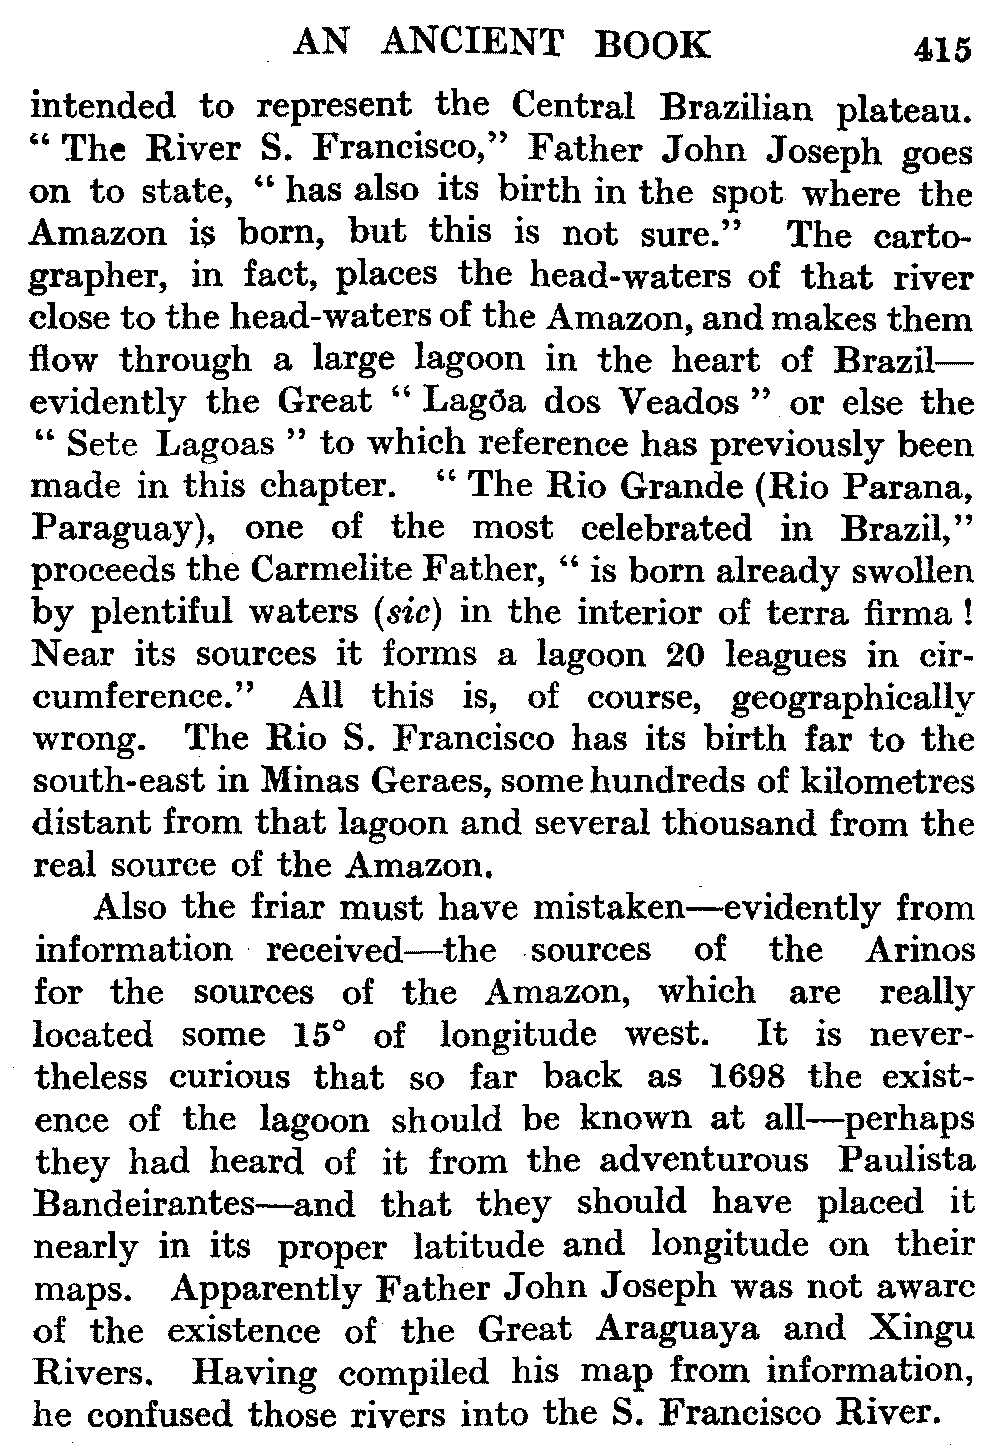 AN ANCIENT BOOK 415
intended to represent the Central Brazilian plateau.
“ The River S. Francisco,” Father John Joseph goes
on to state, “ has also its birth in the spot where the
Amazon is born, but this is not sure.” The carto-
grapher, in fact, places the head-waters of that river
close to the head-waters of the Amazon, and makes them
flow through a large lagoon in the heart of Brazil—
evidently the Great “ Lagõa dos Veados ” or else the
“ Sete Lagoas ” to which reference has previously been
made in this chapter. “ The Rio Grande (Rio Parana,
Paraguay), one of the most celebrated in Brazil,”
proceeds the Carmelite Father, “ is born already swollen
by plentiful waters (sic) in the interior of terra firma !
Near its sources it forms a lagoon 20 leagues in cir-
cumference.” All this is, of course, geographically
wrong. The Rio S. Francisco has its birth far to the
south-east in Minas Geraes, some hundreds of kilometres
distant from that lagoon and several thousand from the
real source of the Amazon.
Also the friar must have mistaken—evidently from
information received—the sources of the Arinos
for the sources of the Amazon, which are really
located some 15° of longitude west. It is never-
theless curious that so far back as 1698 the exist-
ence of the lagoon should be known at all—perhaps
they had heard of it from the adventurous Paulista
Bandeirantes—and that they should have placed it
nearly in its proper latitude and longitude on their
maps. Apparently Father John Joseph was not aware
of the existence of the Great Araguaya and Xingu
Rivers. Having compiled his map from information,
he confused those rivers into the S. Francisco River.